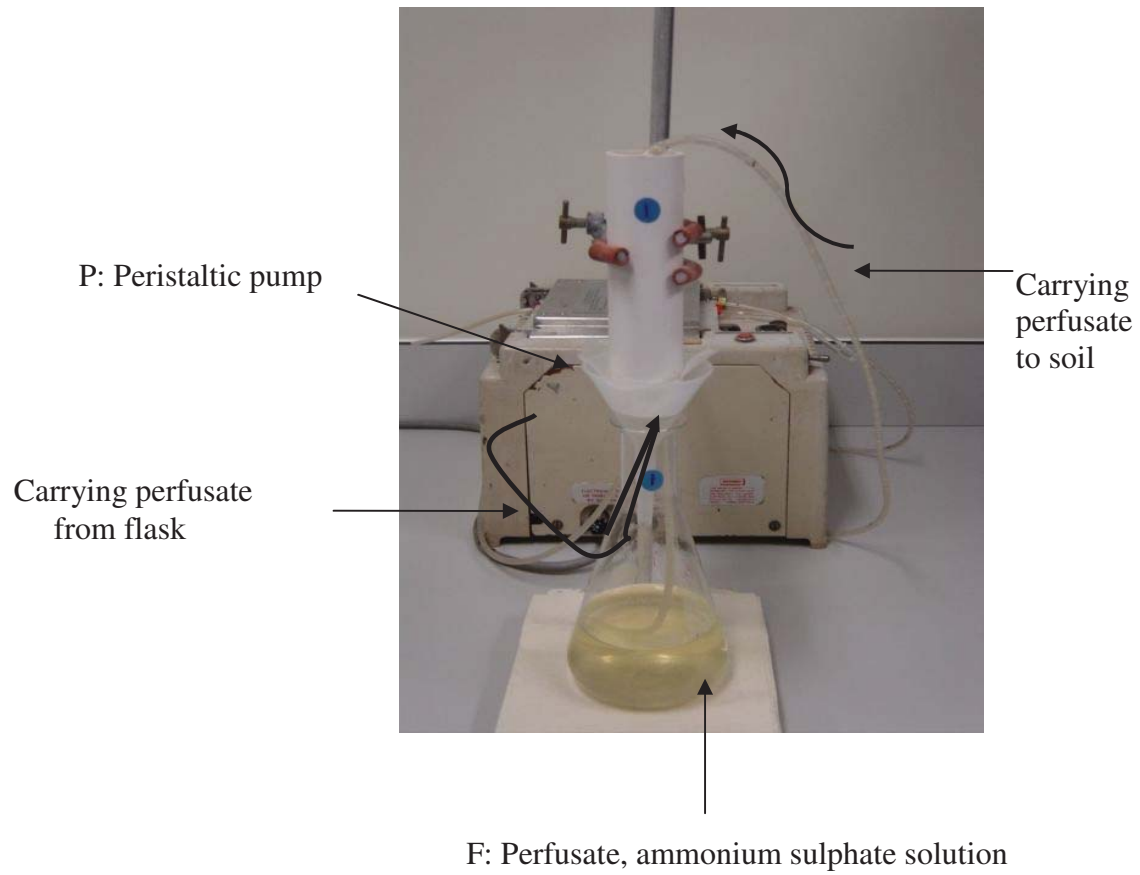 P: Peristaltic pump
Carrying
perfusate
to soil
Carrying perfusate
from flask
F: Perfusate, ammonium sulphate solution